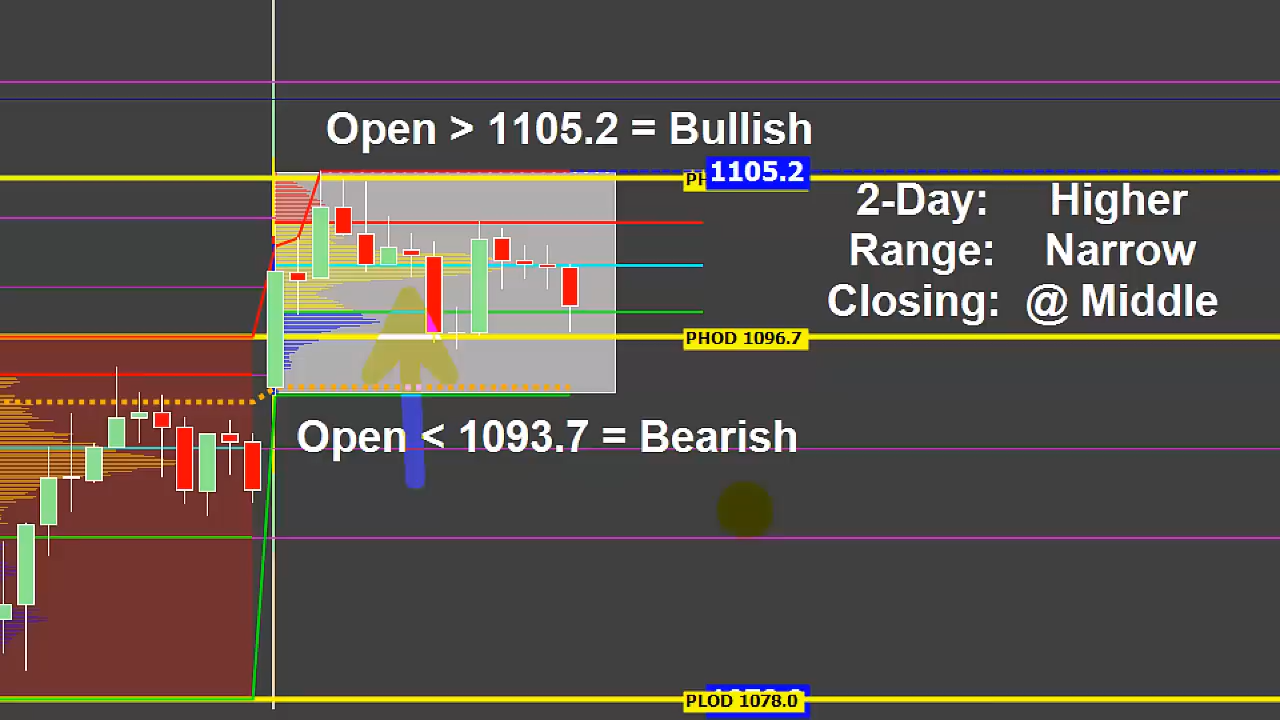 Open > 1105.2 = Bullish
PH
1105.2
2-Day: Higher
Range: Narrow
Closing: @ Middle
PHOD 1096.7
Open < 1093.7 = Bearish
PLOD 1078.0